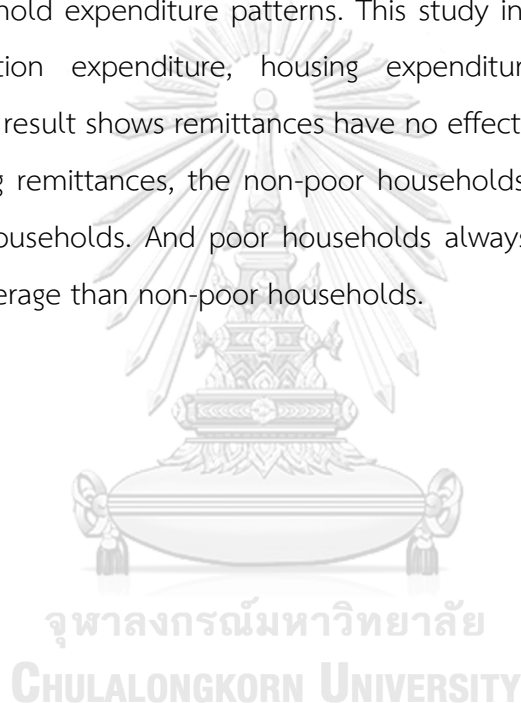 hold expenditure patterns. This study in
tion expenditure, housing expenditur
result shows remittances have no effect
g remittances, the non-poor households
ouseholds. And poor households always
erage than non-poor households.
จุฬาลงกรณ์มหาวิทยาลัย
CHULALONGKORN UNIVERSITY